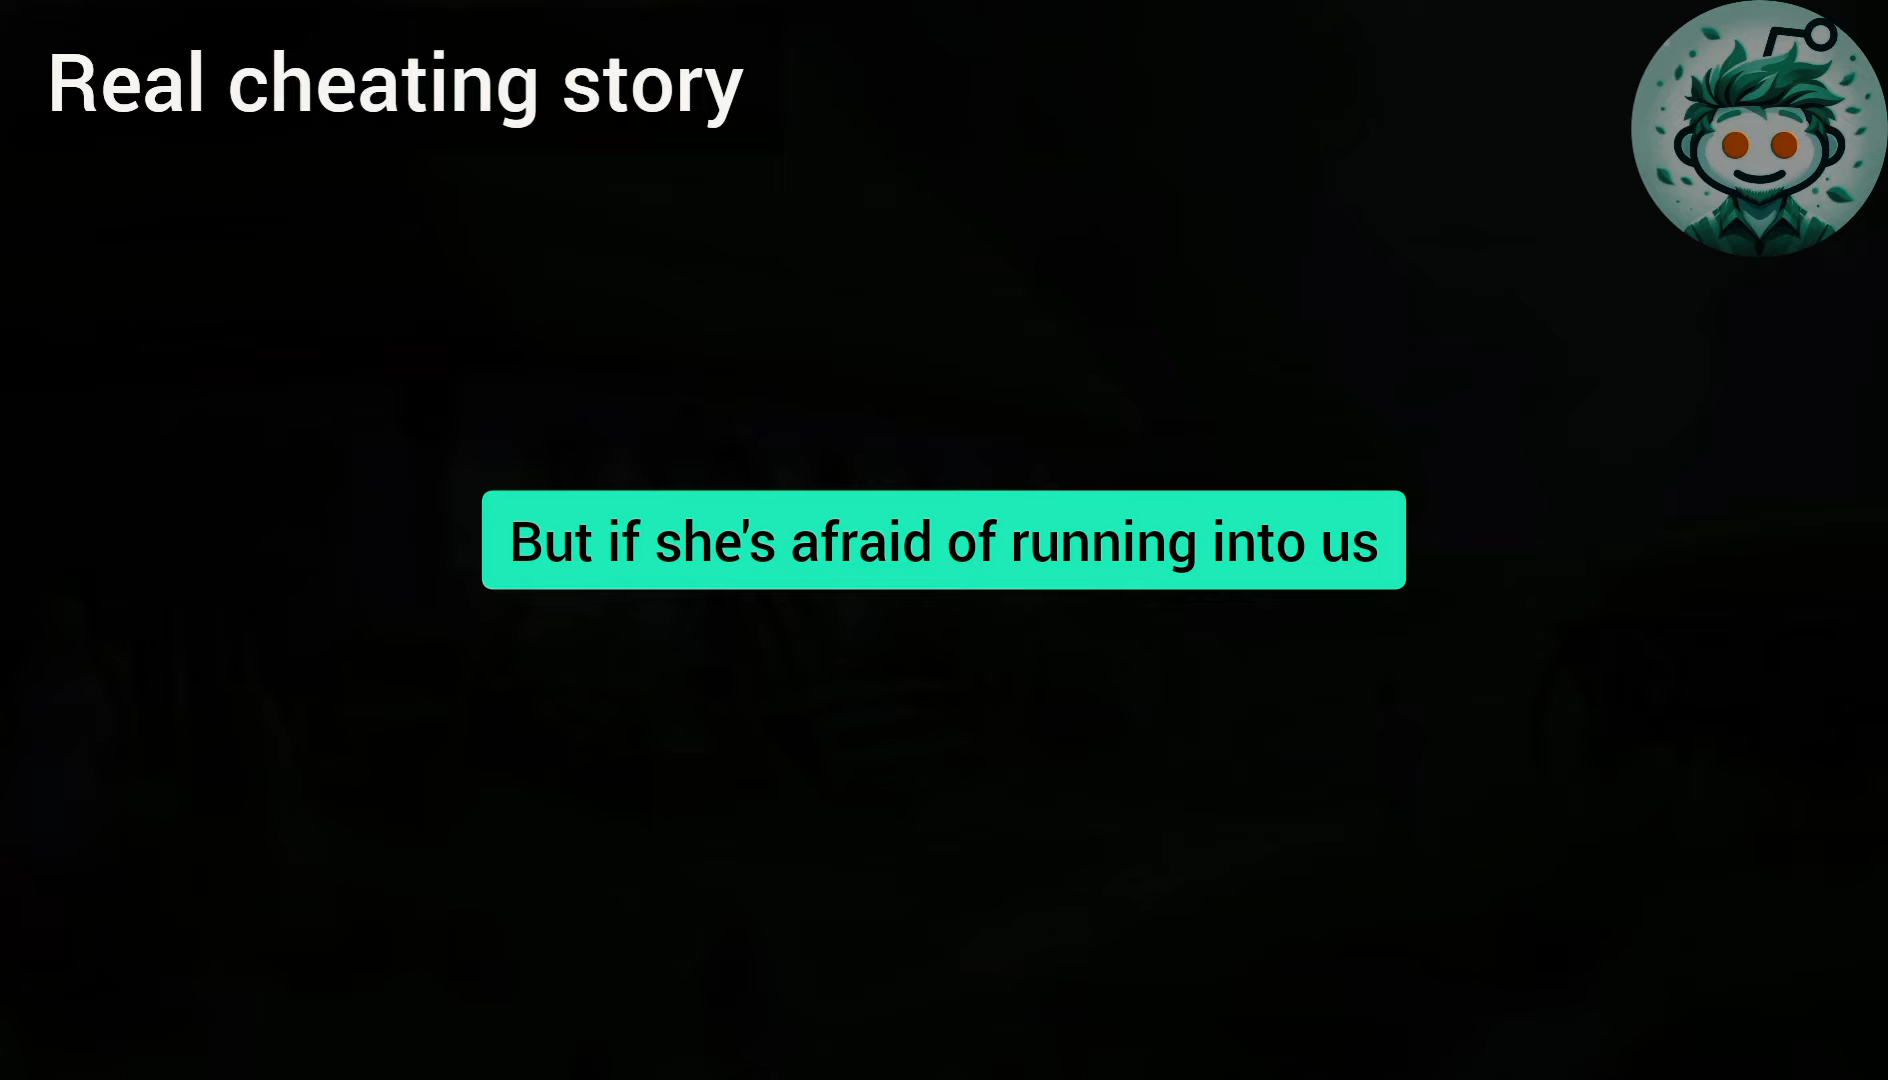 Real cheating story
But if she's afraid of running into us